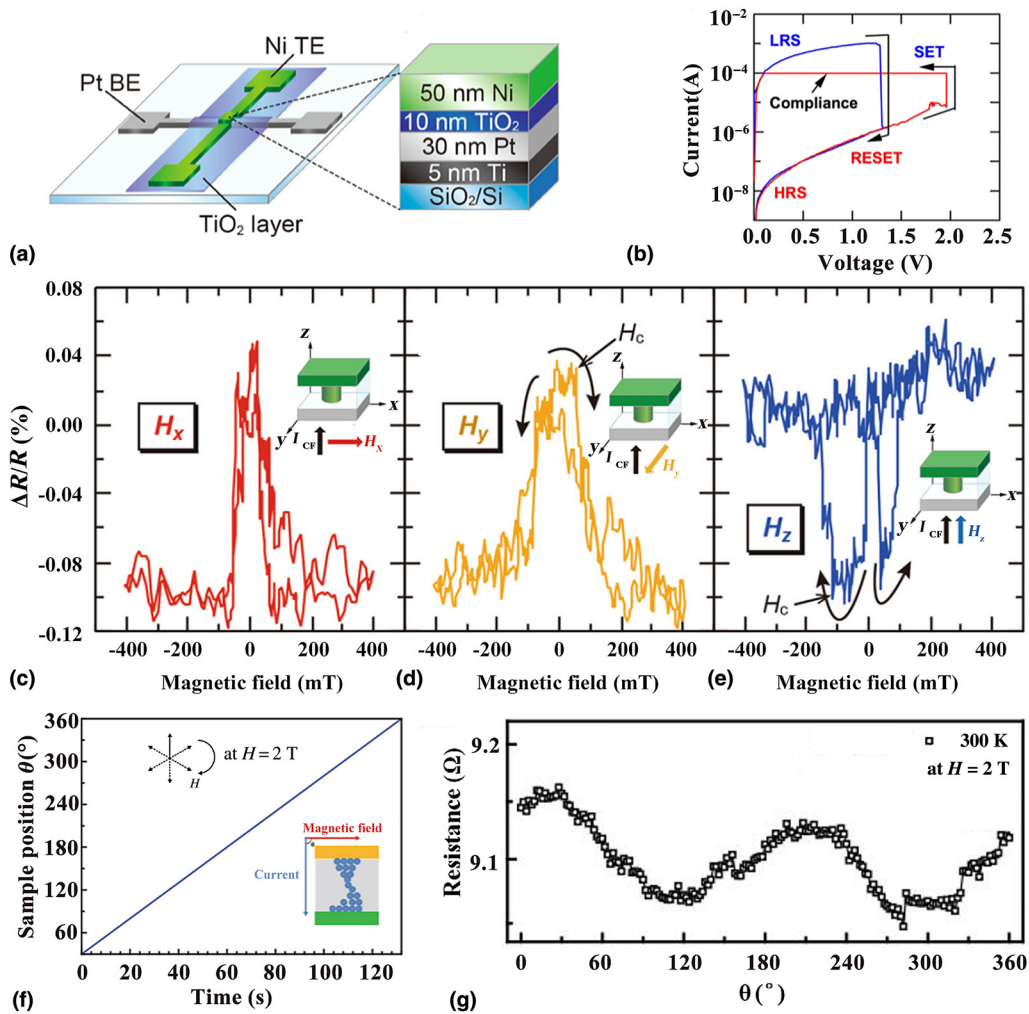 Ni TE
Pt BE
50 nm Ni
10 nm TiO₂
30 nm Pt
5 nm Ti
SiO₂/Si
TiO₂ layer
(a)
Current(A)
10⁻²
10⁻⁴
10⁻⁶
10⁻⁸
LRS
SET
Compliance
RESET
HRS
0.0 0.5 1.0 1.5 2.0 2.5
Voltage (V)
(b)
ΔR/R (%)
0.08
0.04
0.00
-0.04
-0.08
-0.12
Hx
z
x
y
I CF
Hx
-400 -200 0 200 400
Magnetic field (mT)
(c)
Hy
Hc
z
x
y
I CF
Hy
-400 -200 0 200 400
Magnetic field (mT)
(d)
Hz
Hc
z
x
y
I CF
Hz
-400 -200 0 200 400
Magnetic field (mT)
(e)
Sample position θ(°)
360
300
240
180
120
60
H
at H = 2 T
Magnetic field
Current
0 20 40 60 80 100 120
Time (s)
(f)
Resistance (Ω)
9.2
9.1
300 K
at H = 2 T
0 60 120 180 240 300 360
θ (°)
(g)